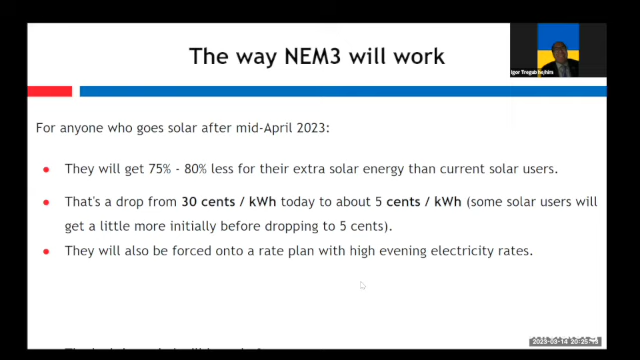 The way NEM3 will work
Igor Tregub he/him
For anyone who goes solar after mid-April 2023:
They will get 75% - 80% less for their extra solar energy than current solar users.
That's a drop from 30 cents / kWh today to about 5 cents / kWh (some solar users will
get a little more initially before dropping to 5 cents).
They will also be forced onto a rate plan with high evening electricity rates.